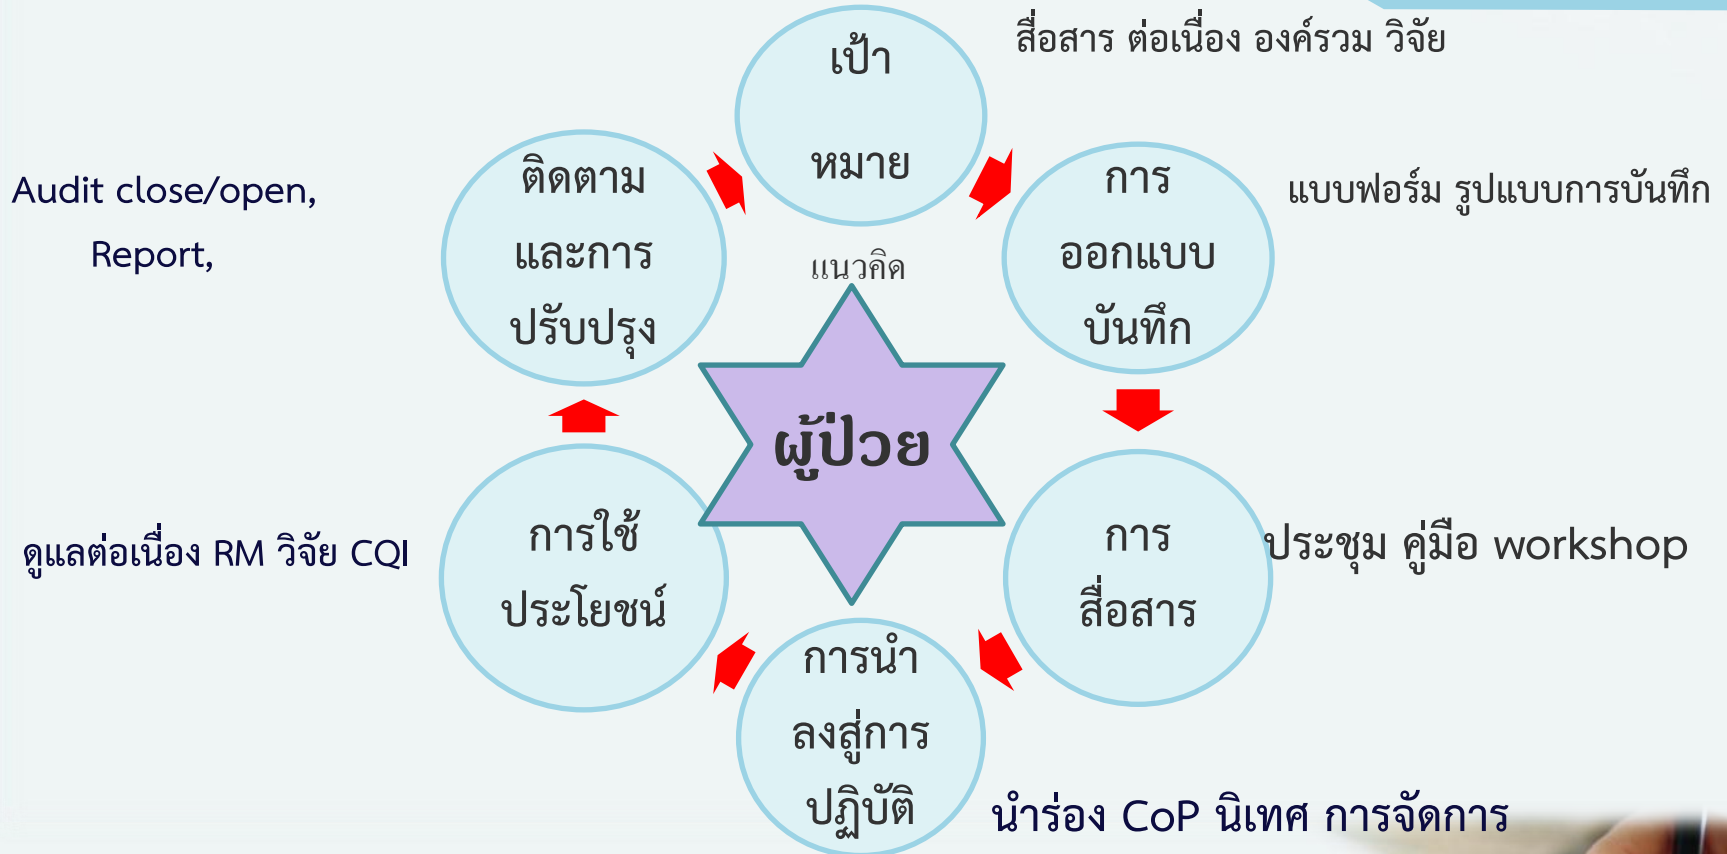 เป้า
หมาย
สื่อสาร ต่อเนื่อง องค์รวม วิจัย
การ
ออกแบบ
บันทึก
แบบฟอร์ม รูปแบบการบันทึก
การ
สื่อสาร
ประชุม คู่มือ workshop
การนำ
ลงสู่การ
ปฏิบัติ
นำร่อง CoP นิเทศ การจัดการ
การใช้
ประโยชน์
ดูแลต่อเนื่อง RM วิจัย CQI
ติดตาม
และการ
ปรับปรุง
Audit close/open,
Report,
แนวคิด
ผู้ป่วย